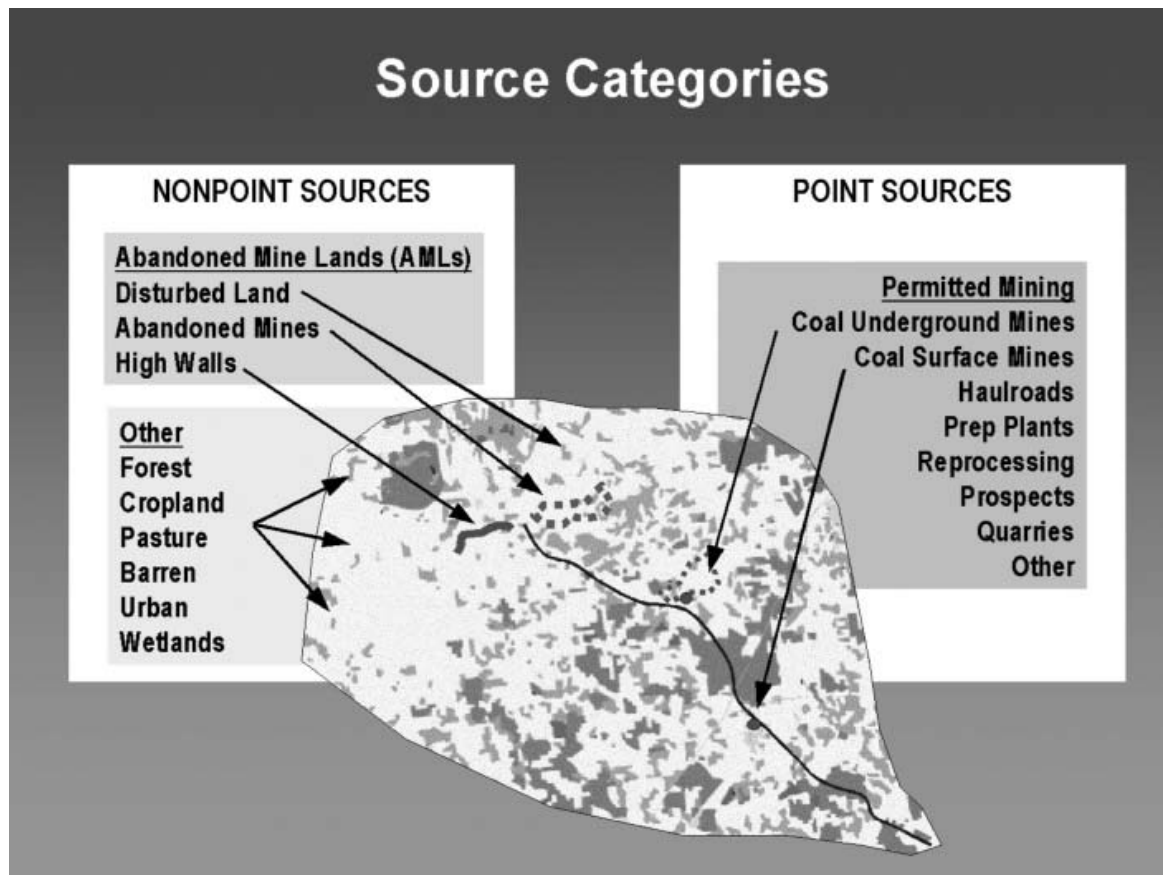 Source Categories
NONPOINT SOURCES
Abandoned Mine Lands (AMLs)
Disturbed Land
Abandoned Mines
High Walls
Other
Forest
Cropland
Pasture
Barren
Urban
Wetlands
POINT SOURCES
Permitted Mining
Coal Underground Mines
Coal Surface Mines
Haulroads
Prep Plants
Reprocessing
Prospects
Quarries
Other